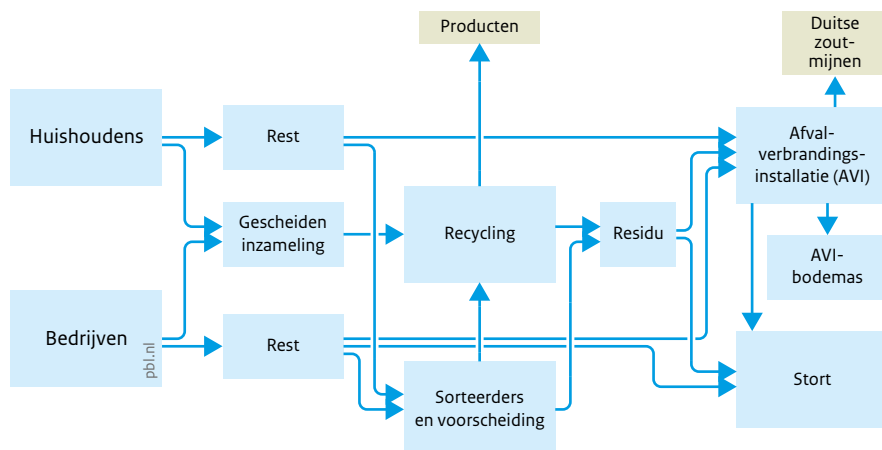 Producten
Duitse
zout-
mijnen
Huishoudens
Rest
Afval-
verbrandings-
installatie (AVI)
Gescheiden
inzameling
Recycling
Residu
AVI-
bodemas
Bedrijven
pbl.nl
Rest
Sorteerders
en voorscheiding
Stort